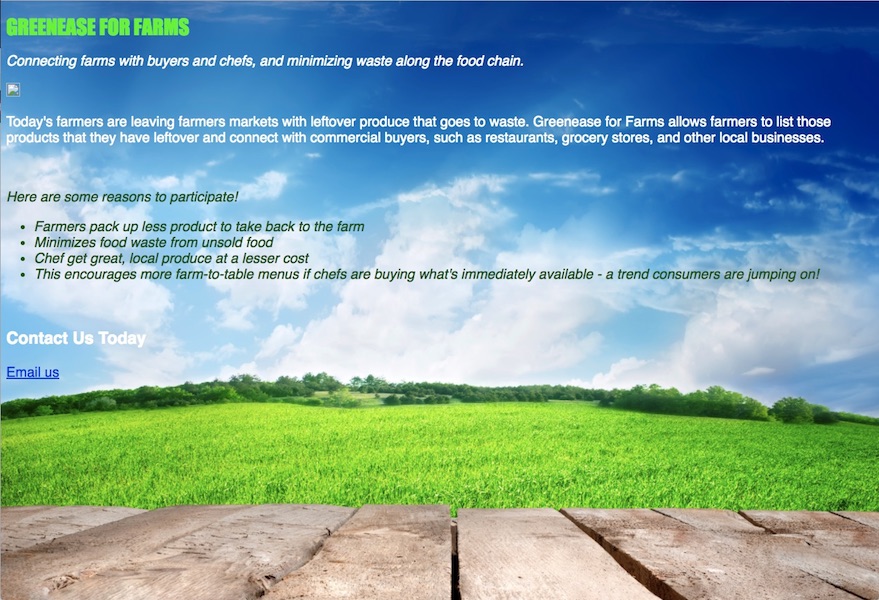 GREENEASE FOR FARMS
Connecting farms with buyers and chefs, and minimizing waste along the food chain.
Today's farmers are leaving farmers markets with leftover produce that goes to waste. Greenease for Farms allows farmers to list those
products that they have leftover and connect with commercial buyers, such as restaurants, grocery stores, and other local businesses.
Here are some reasons to participate!
• Farmers pack up less product to take back to the farm
• Minimizes food waste from unsold food
• Chef get great, local produce at a lesser cost
• This encourages more farm-to-table menus if chefs are buying what's immediately available - a trend consumers are jumping on!
Contact Us Today
Email us